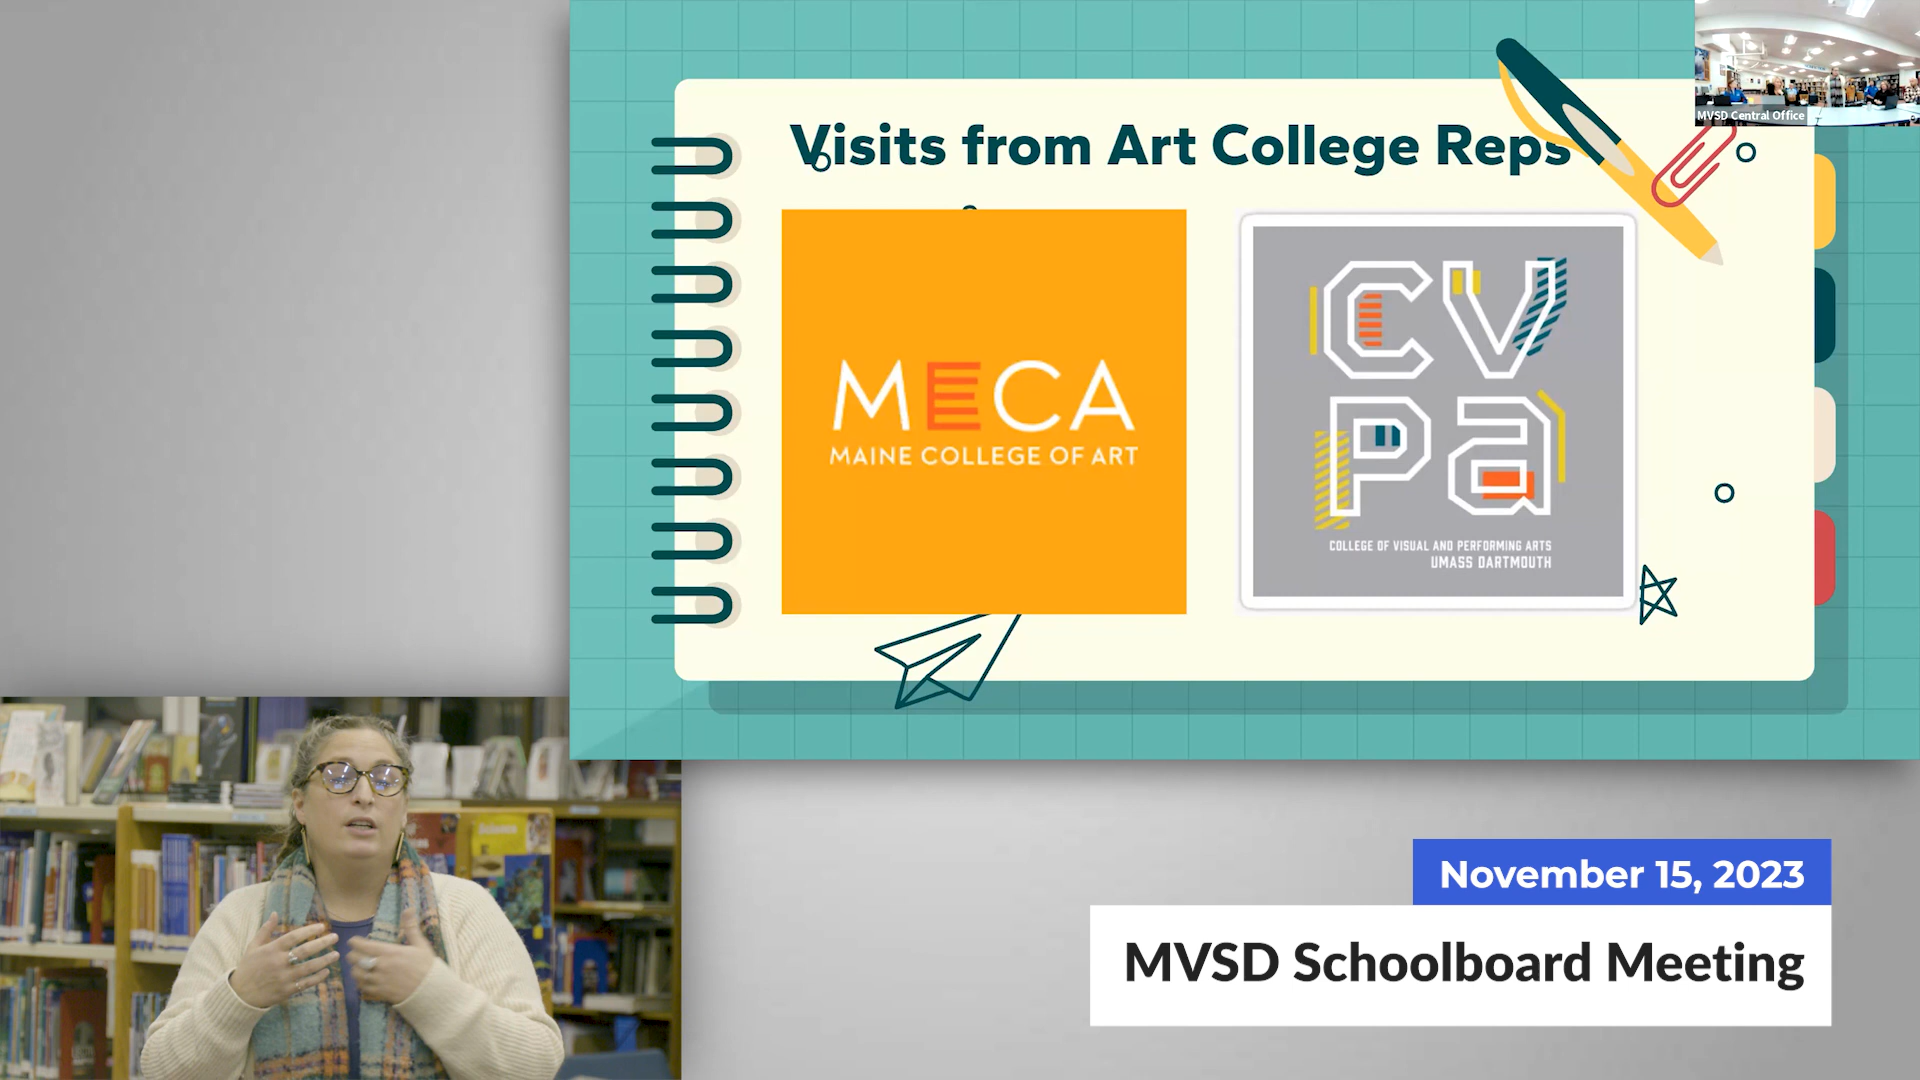 MVSD Central Office
Visits from Art College Reps
MECA
MAINE COLLEGE OF ART
CV
Pa
COLLEGE OF VISUAL AND PERFORMING ARTS
UMASS DARTMOUTH
November 15, 2023
MVSD Schoolboard Meeting